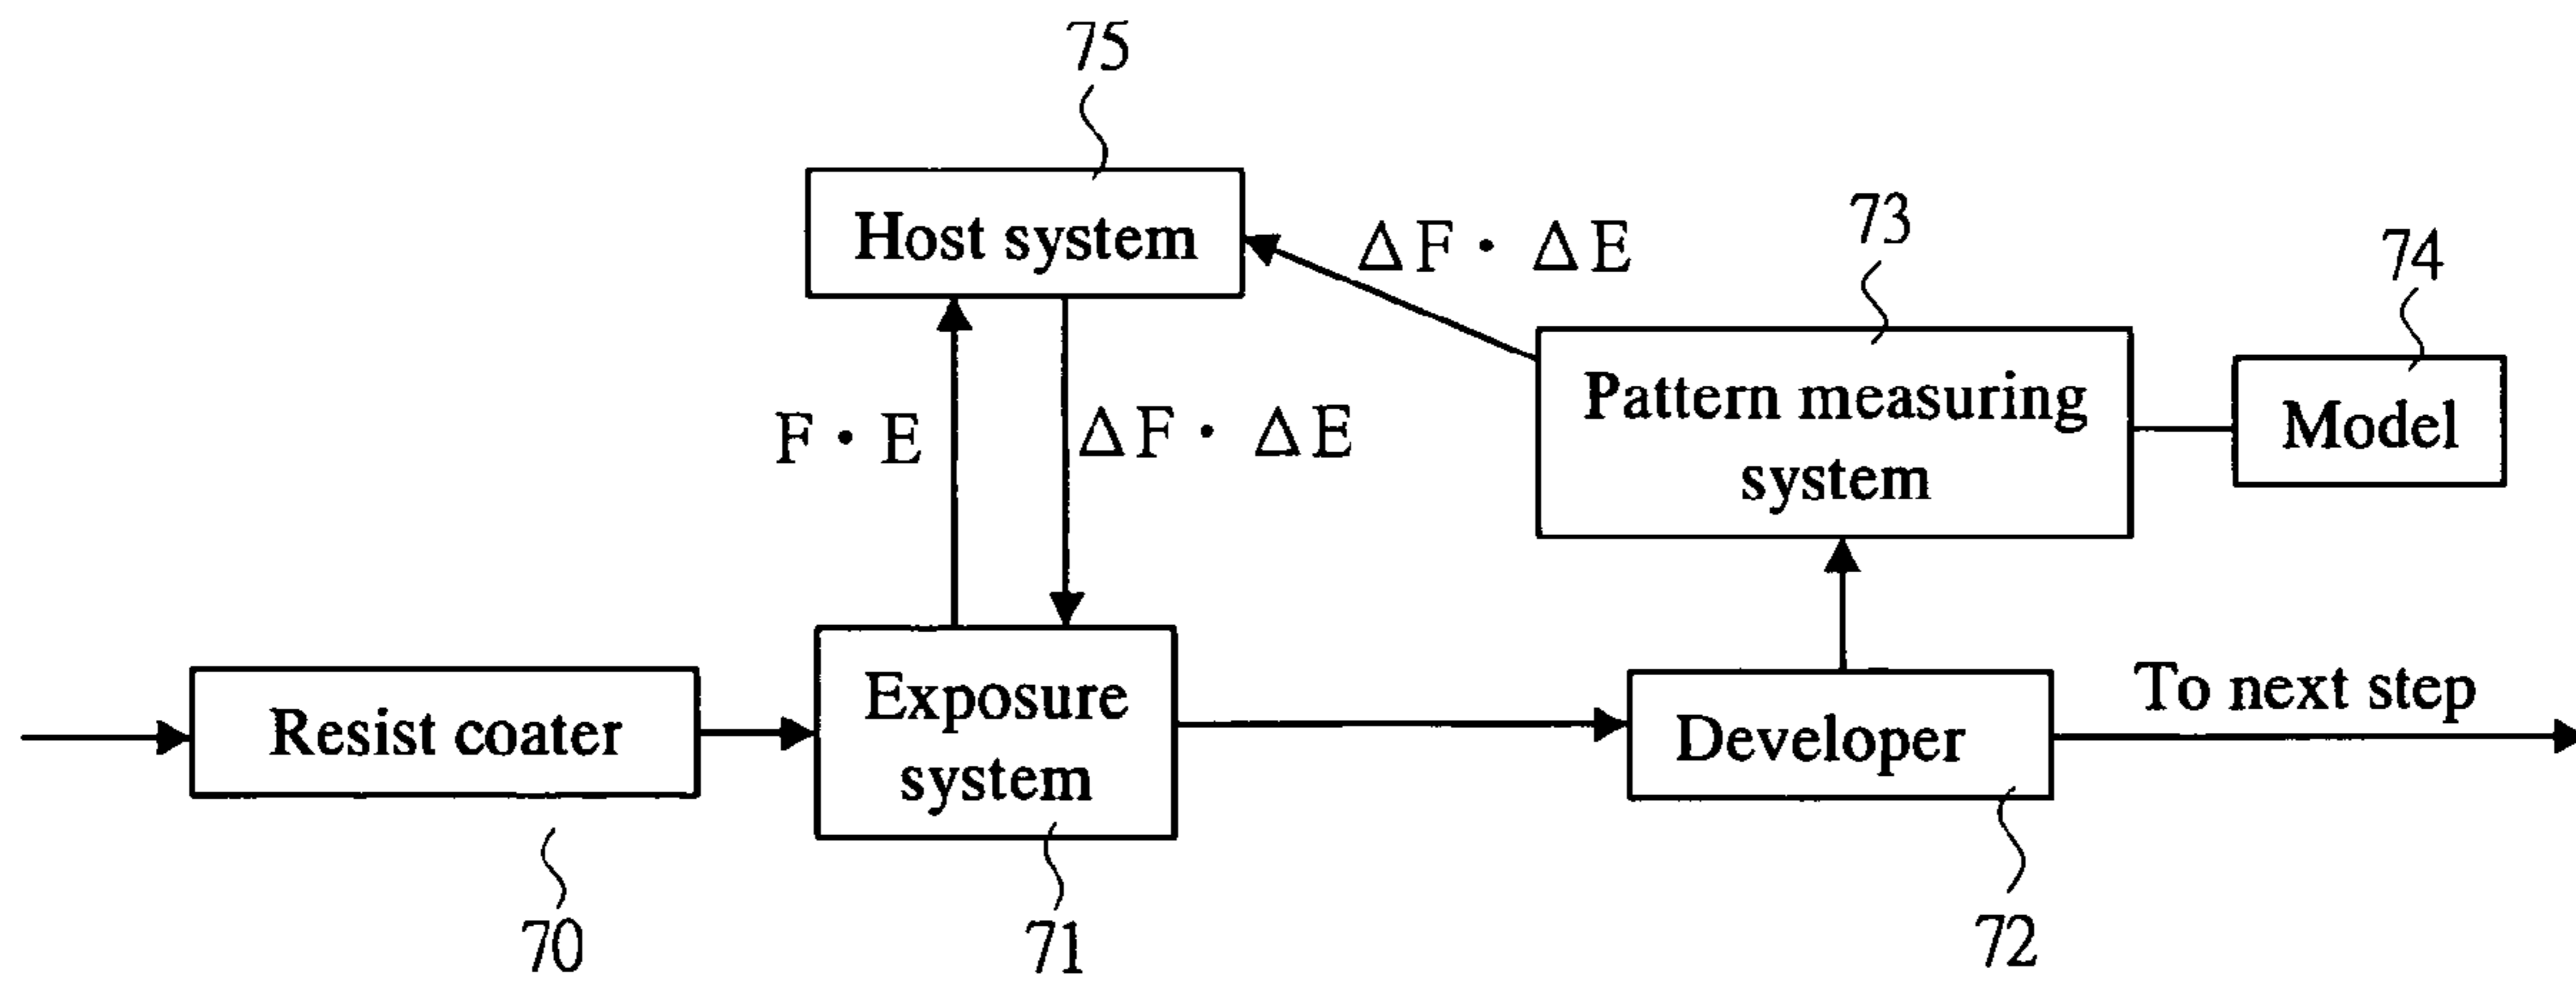 75
Host system
ΔF・ ΔE
73
74
Pattern measuring
system
Model
F・E
ΔF・ ΔE
Resist coater
Exposure
system
Developer
To next step
70
71
72